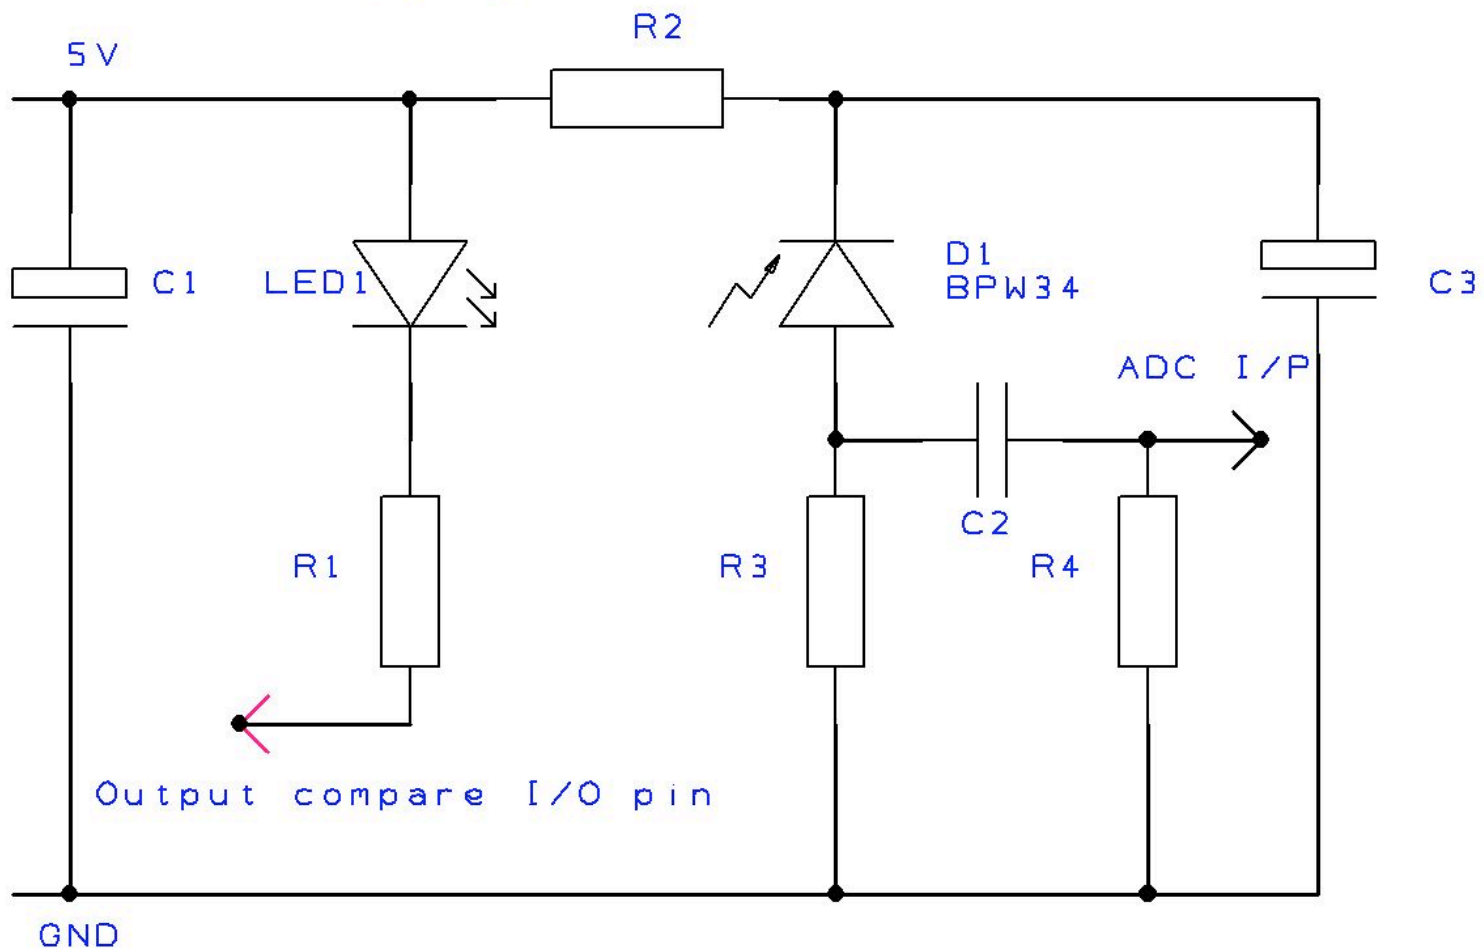 R2
5V
C1
LED1
D1
BPW34
C3
ADC I/P
C2
R1
R3
R4
Output compare I/O pin
GND